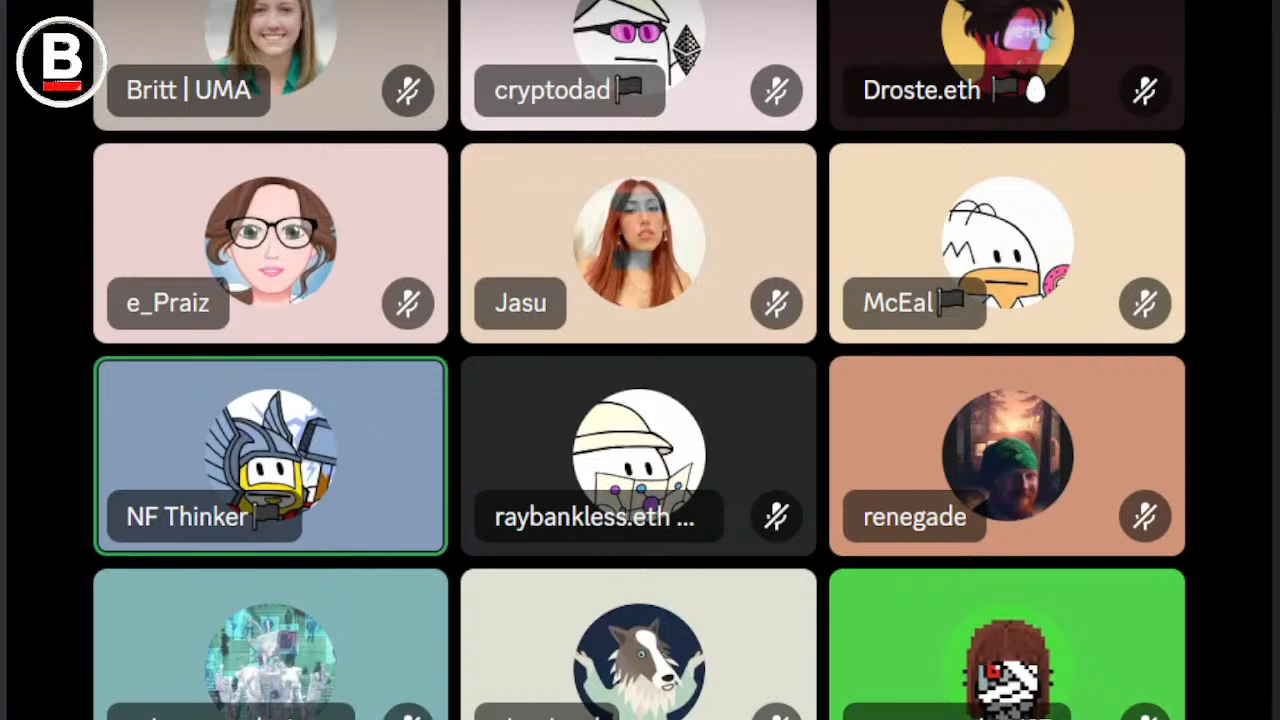 B
Britt | UMA
cryptodad
Droste.eth
e_Praiz
Jasu
McEal
NF Thinker
raybankless.eth ...
renegade